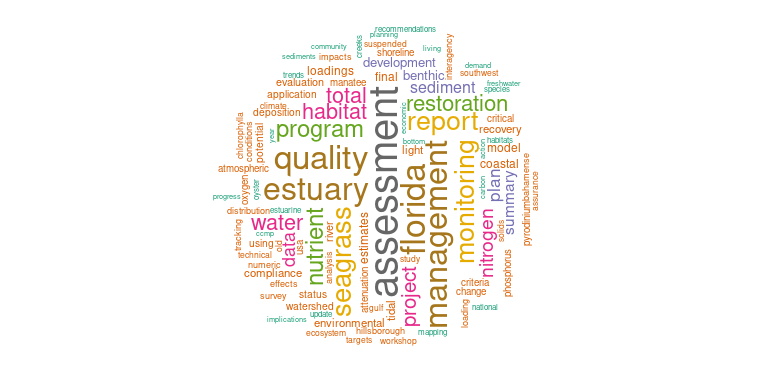 recommendations
planning
community
creeks
suspended
living
interagency
sediments
impacts
shoreline
development
demand
trends
loadings
final
benthic
southwest
evaluation
manatee
sediment
freshwater
species
application
total
assessment
restoration
climate
deposition
habitat
economic
report
critical
recovery
chlorophylla
conditions
potential
year
program
bottom
light
monitoring
action
habitats
model
quality
florida
management
coastal
atmospheric
oxygen
oyster
estuary
carbon
plan
summary
pyrodiniumbahamense
assurance
progress
distribution
estuarine
water
nutrient
seagrass
estimates
nitrogen
solids
tracking
ccmp
using
old
data
usa
river
analysis
study
technical
numeric
compliance
attenuation
project
phosphorus
effects
criteria
change
survey
status
watershed
gulf
tidal
loading
national
implications
update
environmental
ecosystem
hillsborough
mapping
targets
workshop